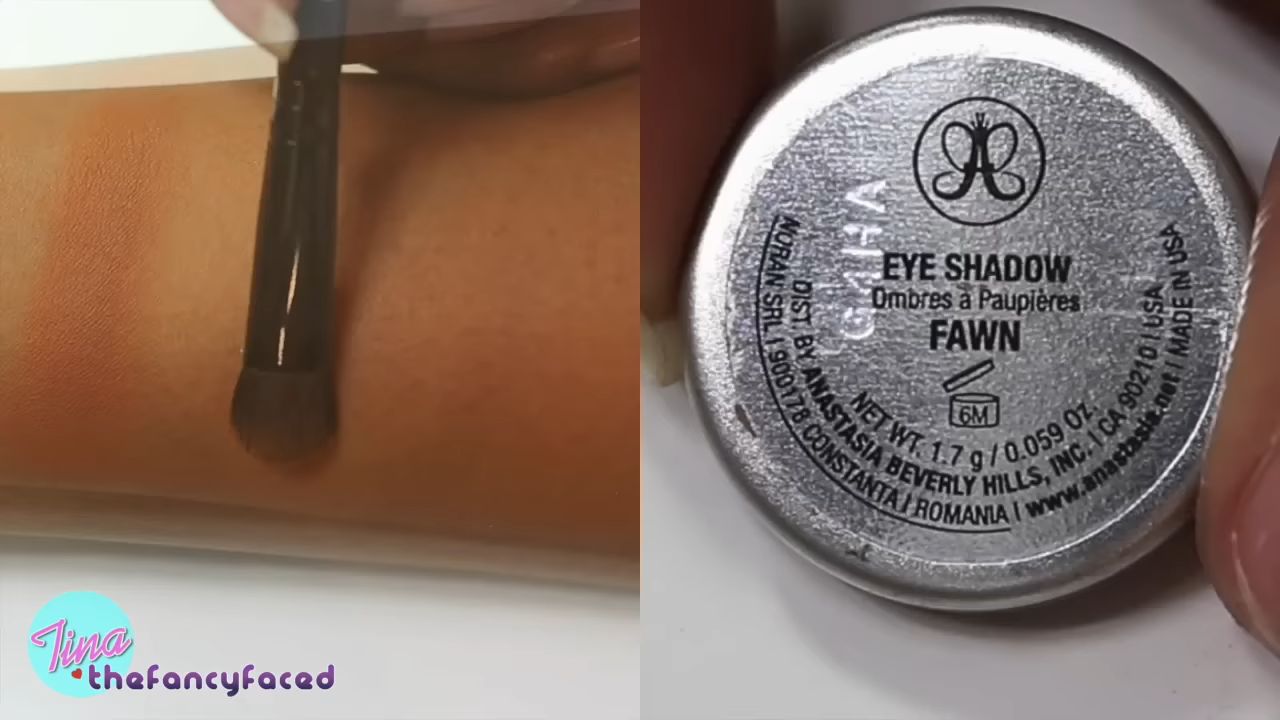 Tina
thefancyfaced
EYE SHADOW
Ombres à Paupières
FAWN
6M
NET WT. 1.7 g / 0.059 Oz.
DIST. BY ANASTASIA BEVERLY HILLS, INC. | CA 90210 | USA
NURAN SRL | 900178 CONSTANTA | ROMANIA | www.anastasia.net | MADE IN USA